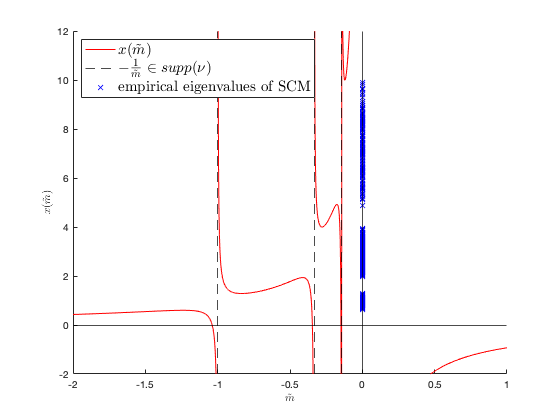 x(m̃)
-1/m̃ ∈ supp(ν)
empirical eigenvalues of SCM
12
10
8
6
4
2
0
-2
x(m̃)
-2 -1.5 -1 -0.5 0 0.5 1
m̃